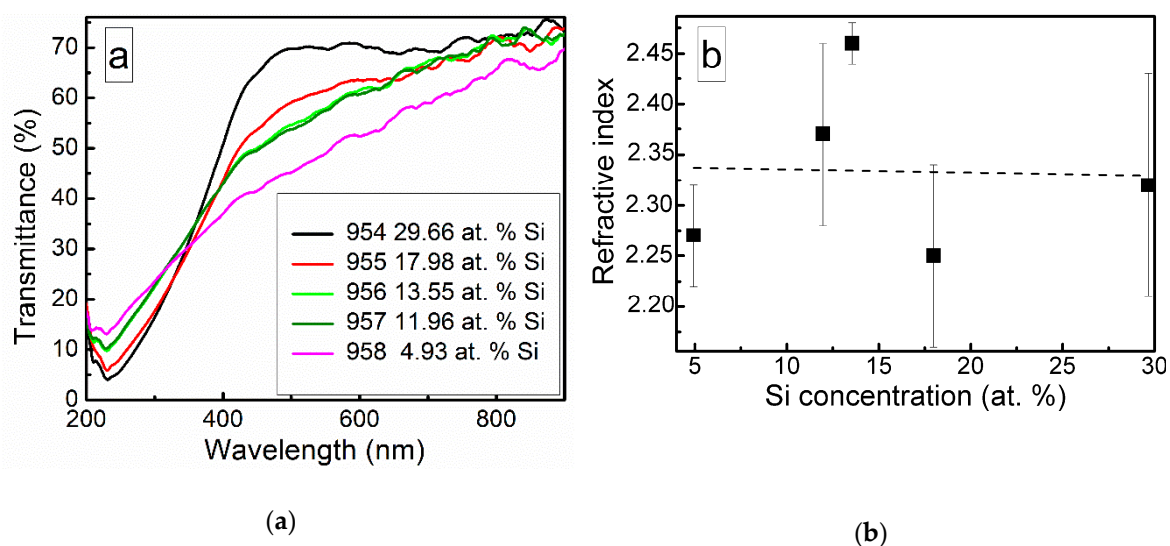 a
70
60
50
40
30
20
10
0
Transmittance (%)
954 29.66 at. % Si
955 17.98 at. % Si
956 13.55 at. % Si
957 11.96 at. % Si
958 4.93 at. % Si
200 400 600 800
Wavelength (nm)
(a)
b
2.45
2.40
2.35
2.30
2.25
2.20
Refractive index
5 10 15 20 25 30
Si concentration (at. %)
(b)